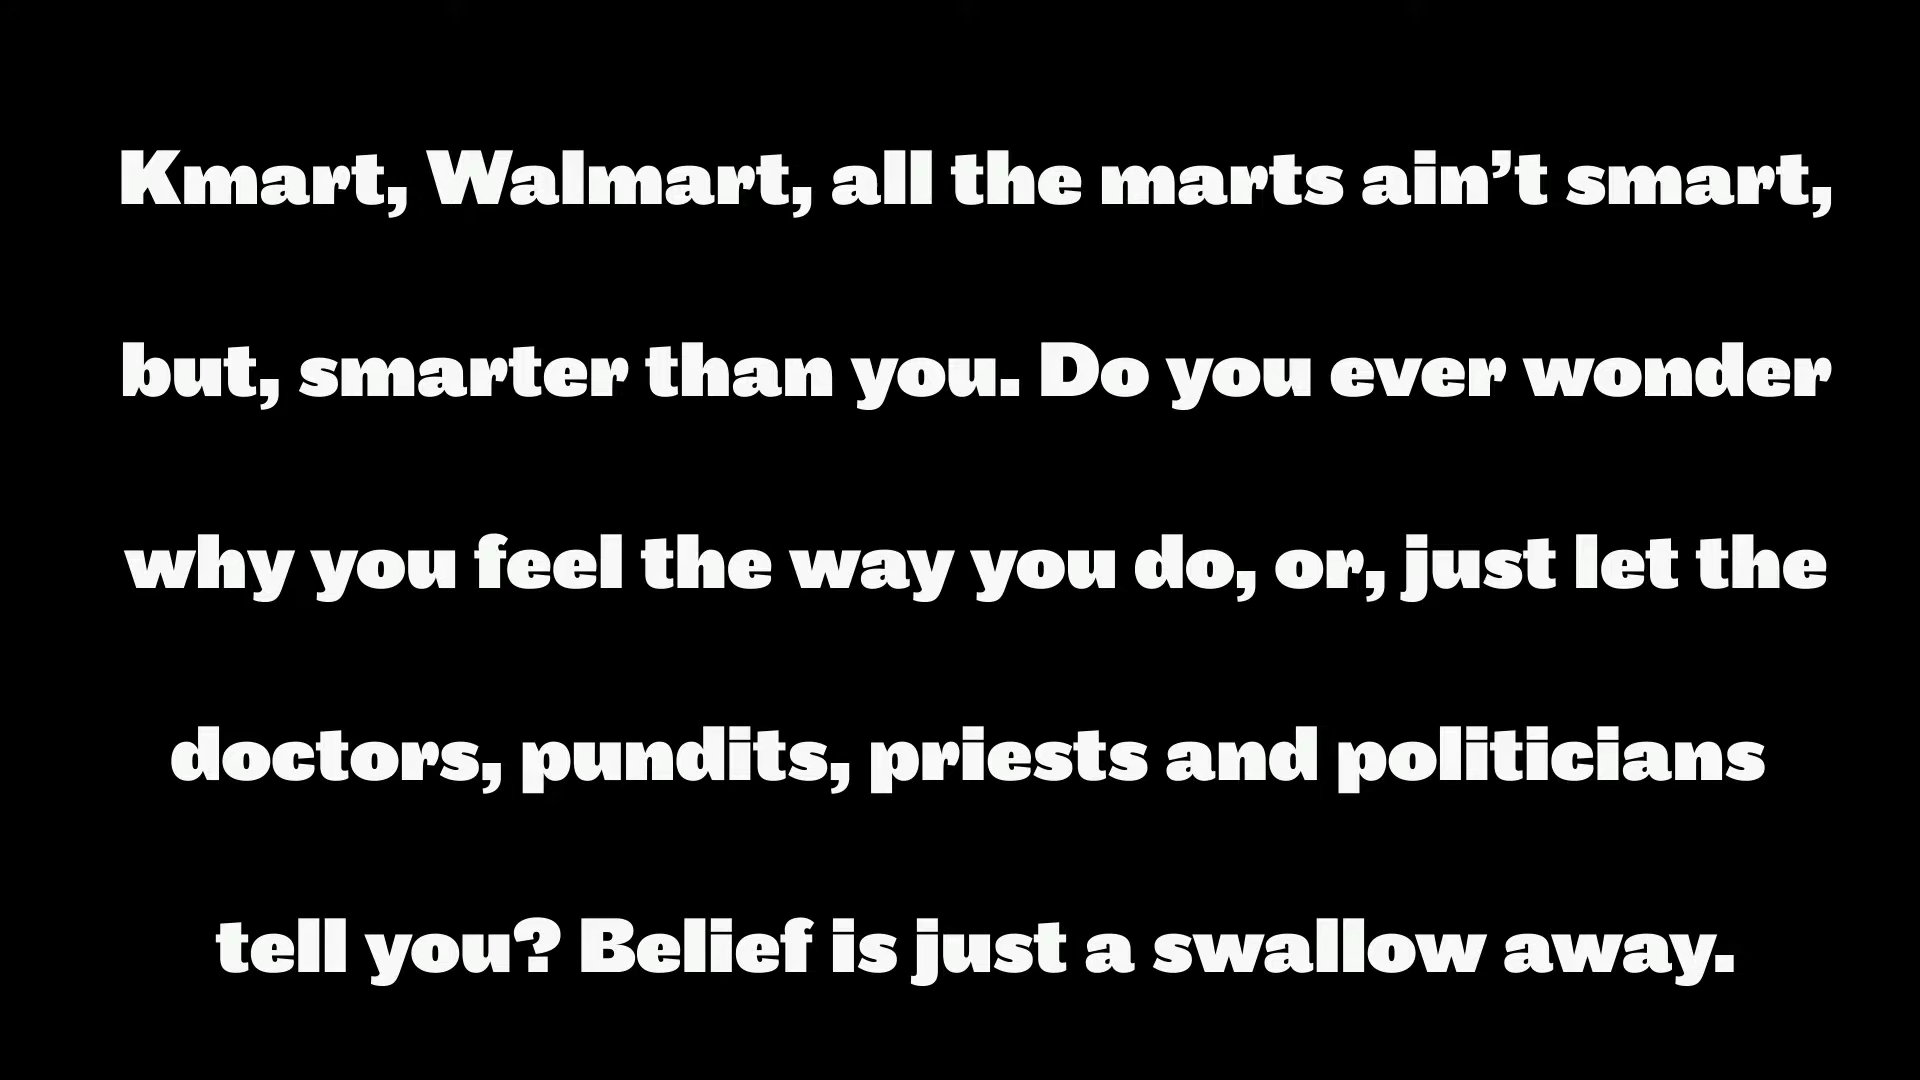 Kmart, Walmart, all the marts ain’t smart,
but, smarter than you. Do you ever wonder
why you feel the way you do, or, just let the
doctors, pundits, priests and politicians
tell you? Belief is just a swallow away.